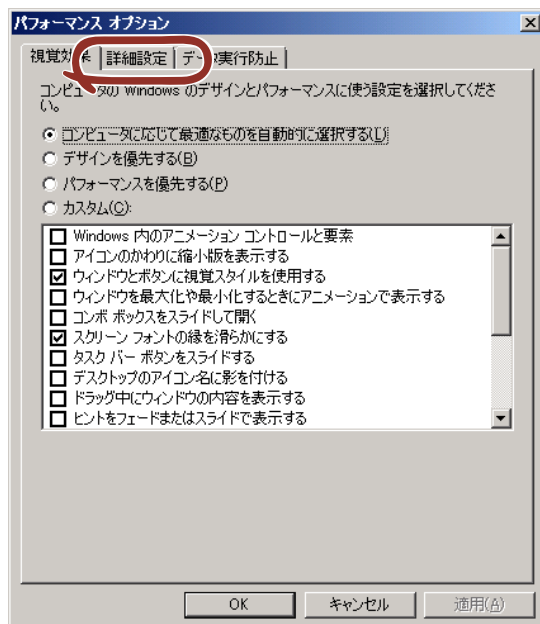 パフォーマンス オプション
視覚効果 詳細設定 データ実行防止
コンピュータの Windows のデザインとパフォーマンスに使う設定を選択してくださ
い。
コンピュータに応じて最適なものを自動的に選択する(L)
デザインを優先する(B)
パフォーマンスを優先する(P)
カスタム(C):
Windows 内のアニメーション コントロールと要素
アイコンのかわりに縮小版を表示する
ウィンドウとボタンに視覚スタイルを使用する
ウィンドウを最大化や最小化するときにアニメーションで表示する
コンボ ボックスをスライドして開く
スクリーン フォントの縁を滑らかにする
タスク バー ボタンをスライドする
デスクトップのアイコン名に影を付ける
ドラッグ中にウィンドウの内容を表示する
ヒントをフェードまたはスライドで表示する
OK キャンセル 適用(A)